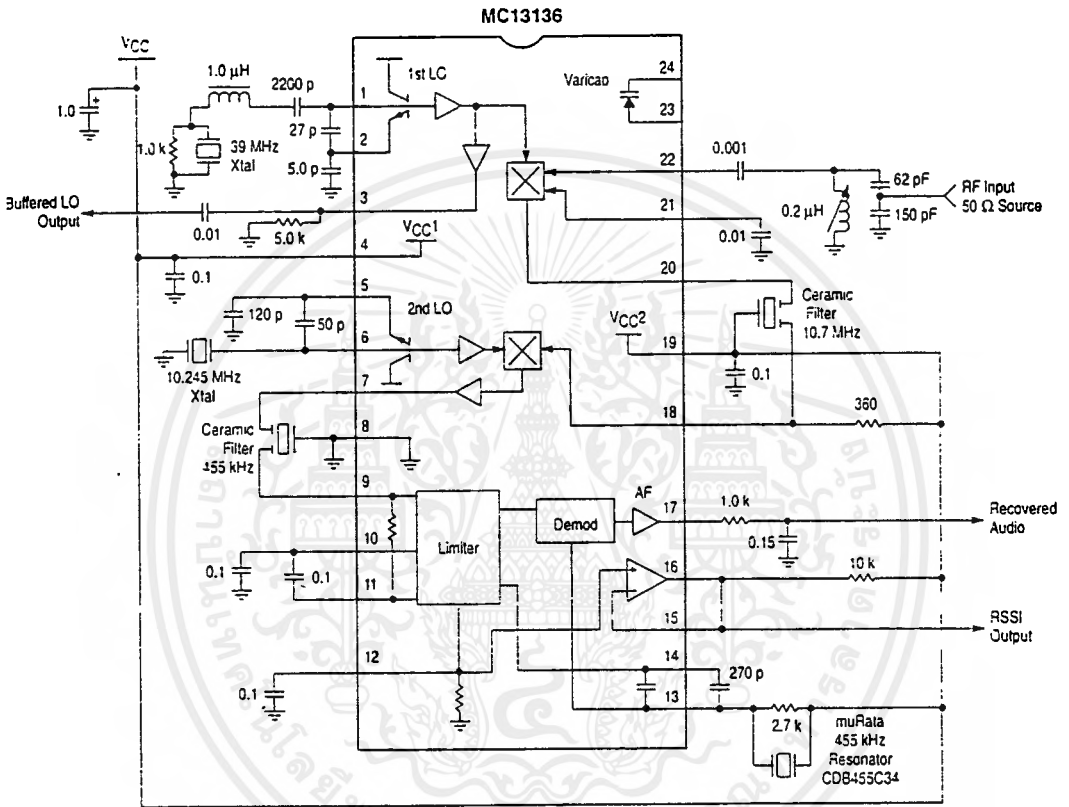 MC13136
VCC
1.0 µH
2200 p
1.0
1.0 k
39 MHz
Xtal
27 p
5.0 p
1
2
1st LO
Varicap
24
23
22
0.001
62 pF
150 pF
RF Input
50 Ω Source
0.2 µH
21
0.01
Buffered LO
Output
0.01
5.0 k
3
VCC1
4
0.1
20
Ceramic
Filter
10.7 MHz
5
120 p
50 p
2nd LO
6
10.245 MHz
Xtal
VCC2
19
0.1
7
18
360
Ceramic
Filter
455 kHz
8
9
10
0.1
0.1
11
Limiter
Demod
AF
17
1.0 k
0.15
Recovered
Audio
16
10 k
15
RSSI
Output
12
0.1
14
270 p
13
2.7 k
muRata
455 kHz
Resonator
CDB455C34